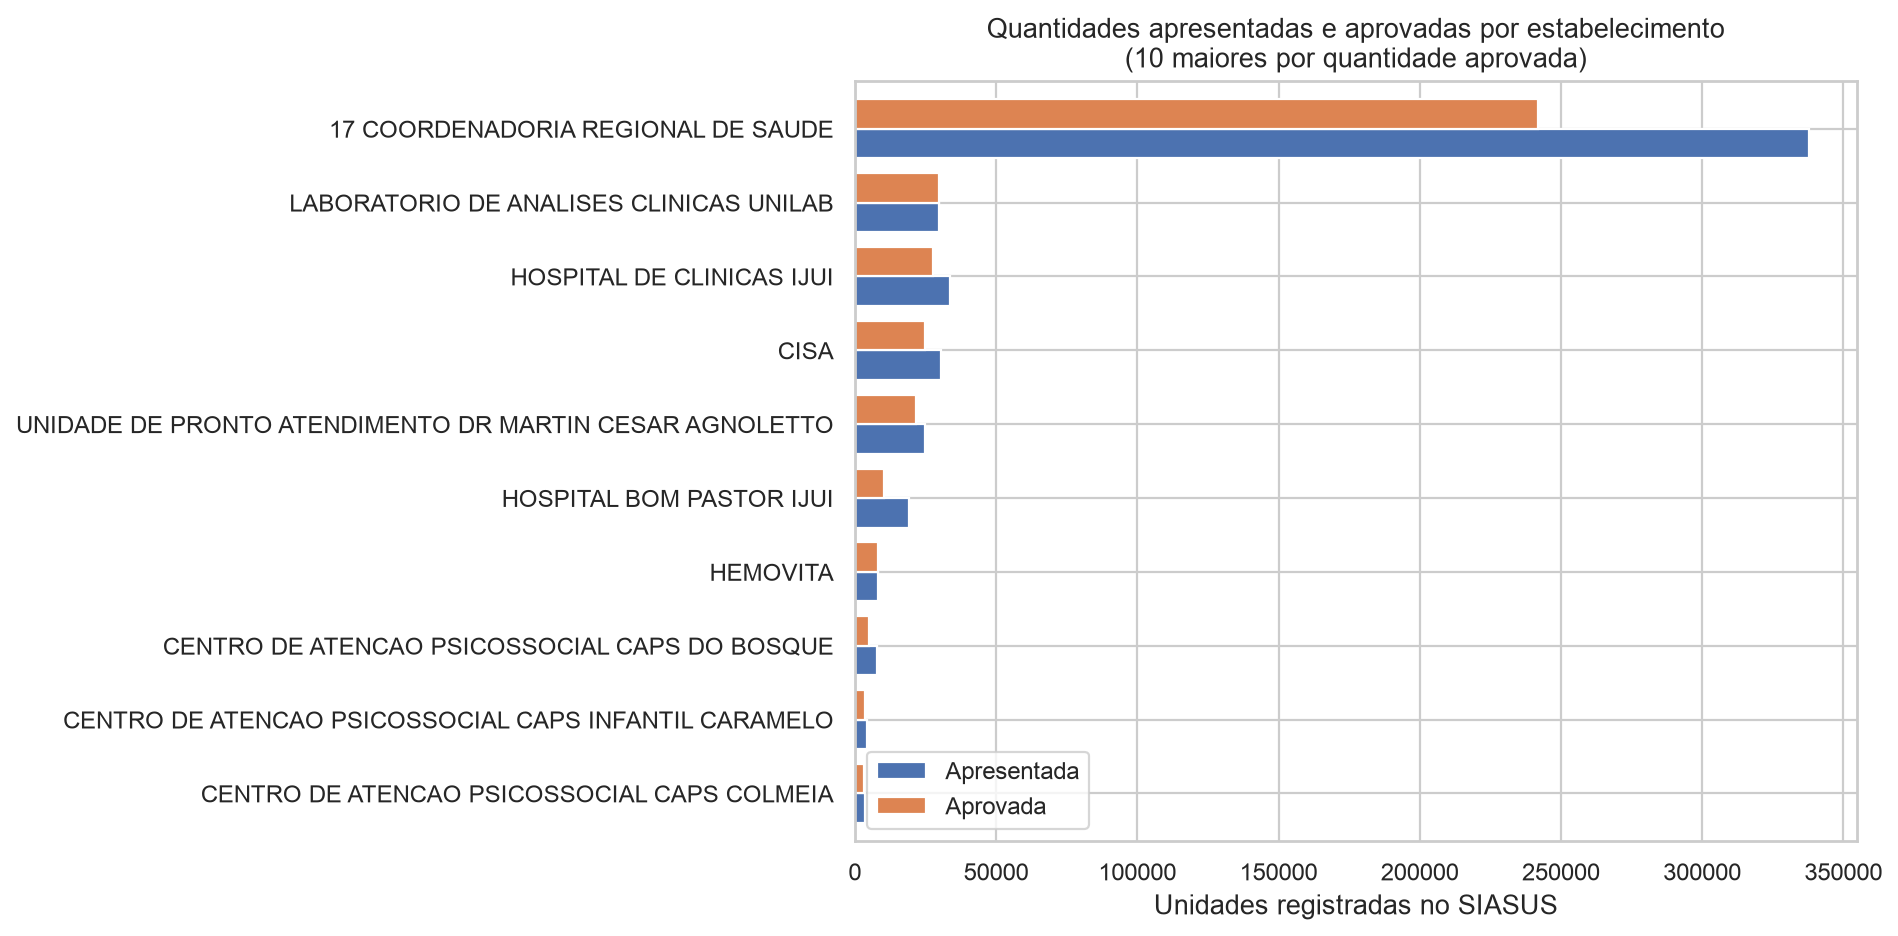 Quantidades apresentadas e aprovadas por estabelecimento
(10 maiores por quantidade aprovada)
17 COORDENADORIA REGIONAL DE SAUDE
LABORATORIO DE ANALISES CLINICAS UNILAB
HOSPITAL DE CLINICAS IJUI
CISA
UNIDADE DE PRONTO ATENDIMENTO DR MARTIN CESAR AGNOLETTO
HOSPITAL BOM PASTOR IJUI
HEMOVITA
CENTRO DE ATENCAO PSICOSSOCIAL CAPS DO BOSQUE
CENTRO DE ATENCAO PSICOSSOCIAL CAPS INFANTIL CARAMELO
CENTRO DE ATENCAO PSICOSSOCIAL CAPS COLMEIA
Apresentada
Aprovada
0 50000 100000 150000 200000 250000 300000 350000
Unidades registradas no SIASUS